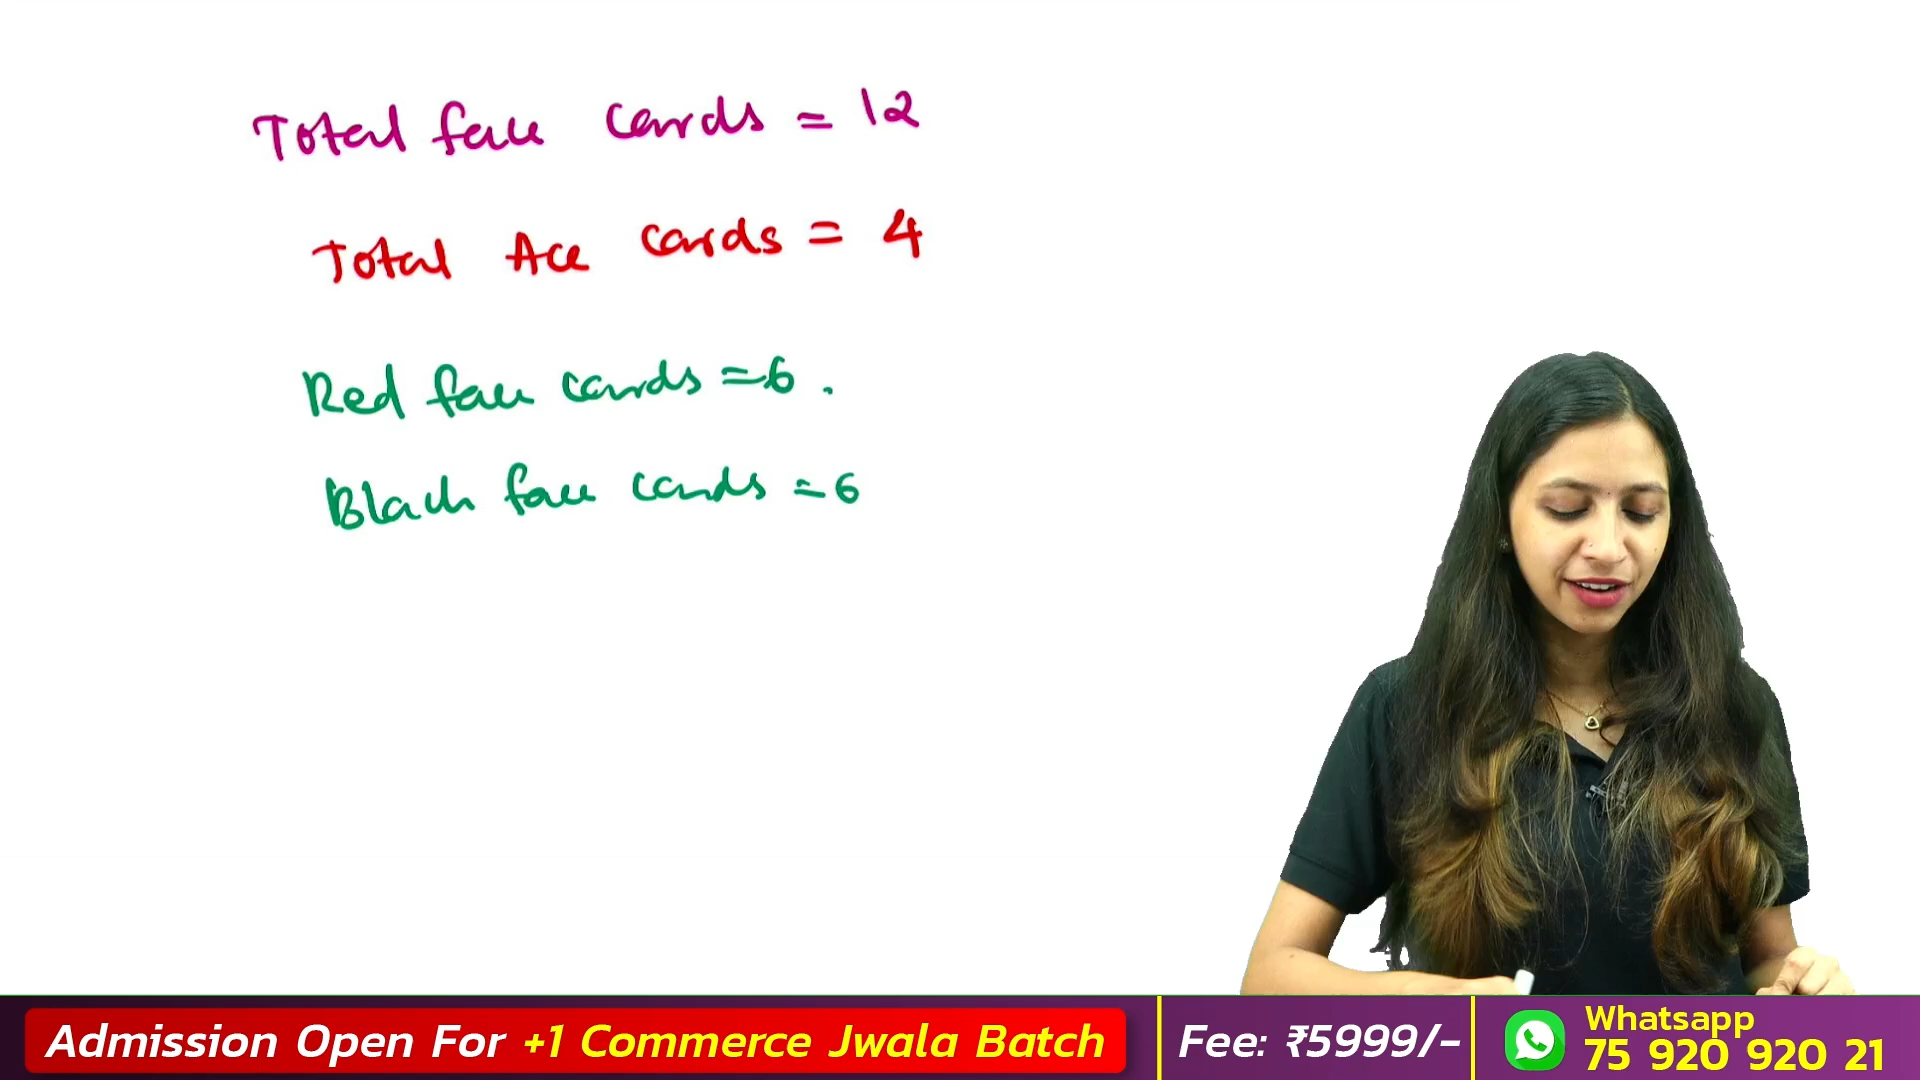 Total face cards = 12
Total Ace cards = 4
Red face cards = 6 .
Black face cards = 6
Admission Open For +1 Commerce Jwala Batch
Fee: ₹5999/-
Whatsapp
75 920 920 21